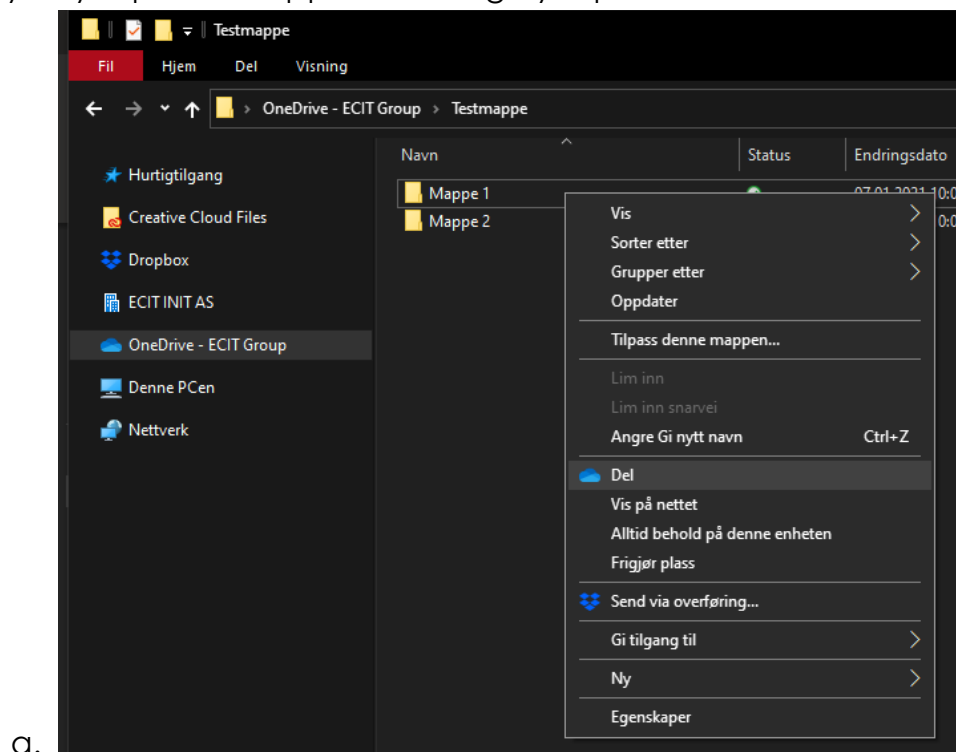 Testmappe
Fil Hjem Del Visning
OneDrive - ECIT Group > Testmappe
Navn Status Endringsdato
Hurtigtilgang
Creative Cloud Files
Dropbox
ECIT INIT AS
OneDrive - ECIT Group
Denne PCen
Nettverk
Mappe 1
Mappe 2
Vis
Sorter etter
Grupper etter
Oppdater
Tilpass denne mappen...
Lim inn
Lim inn snarvei
Angre Gi nytt navn Ctrl+Z
Del
Vis på nettet
Alltid behold på denne enheten
Frigjør plass
Send via overføring...
Gi tilgang til
Ny
Egenskaper
a.